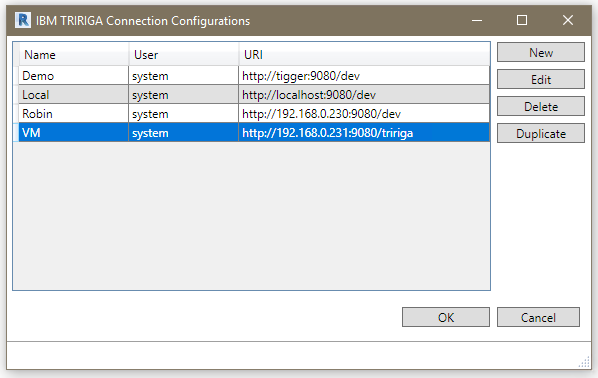 IBM TRIRIGA Connection Configurations
Name User URI
Demo system http://tigger:9080/dev
Local system http://localhost:9080/dev
Robin system http://192.168.0.230:9080/dev
VM system http://192.168.0.231:9080/tririga
New
Edit
Delete
Duplicate
OK Cancel